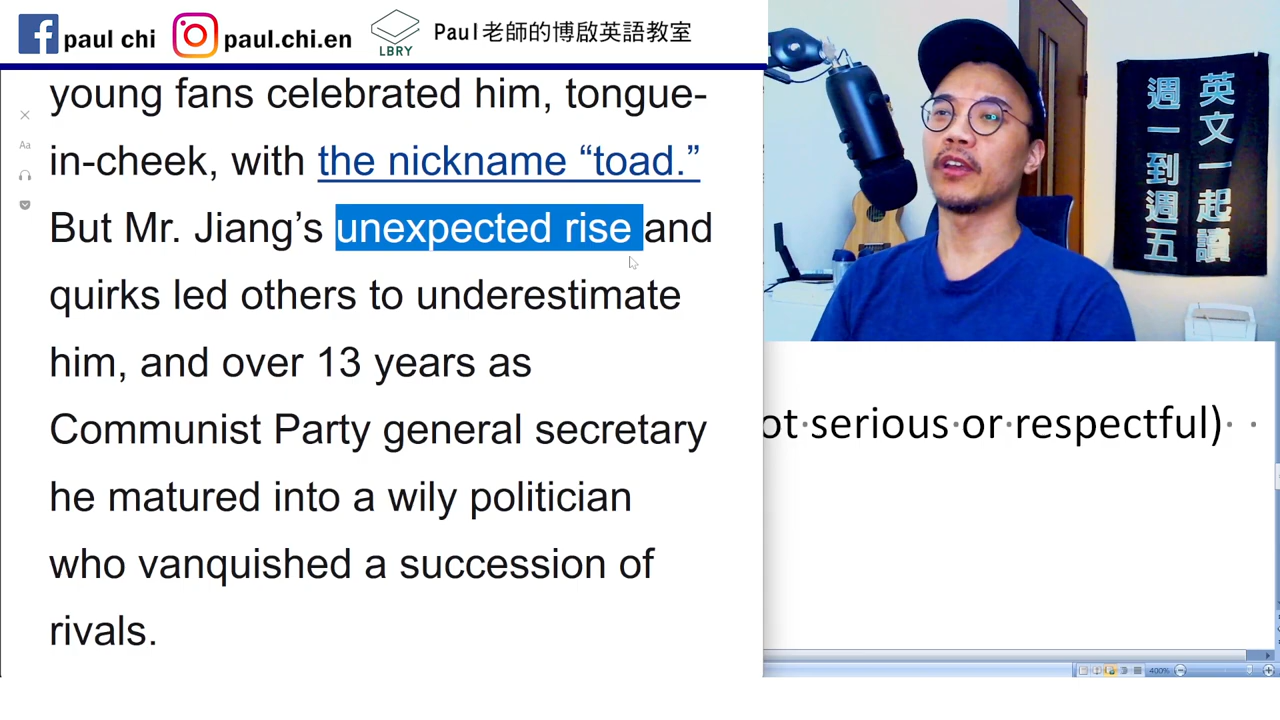 paul chi
paul.chi.en
LBRY
Paul老師的博啟英語教室
young fans celebrated him, tongue-
in-cheek, with the nickname “toad.”
But Mr. Jiang’s unexpected rise and
quirks led others to underestimate
him, and over 13 years as
Communist Party general secretary
he matured into a wily politician
who vanquished a succession of
rivals.
Aa
英文一起讀
週一到週五
ot serious or respectful)
400%